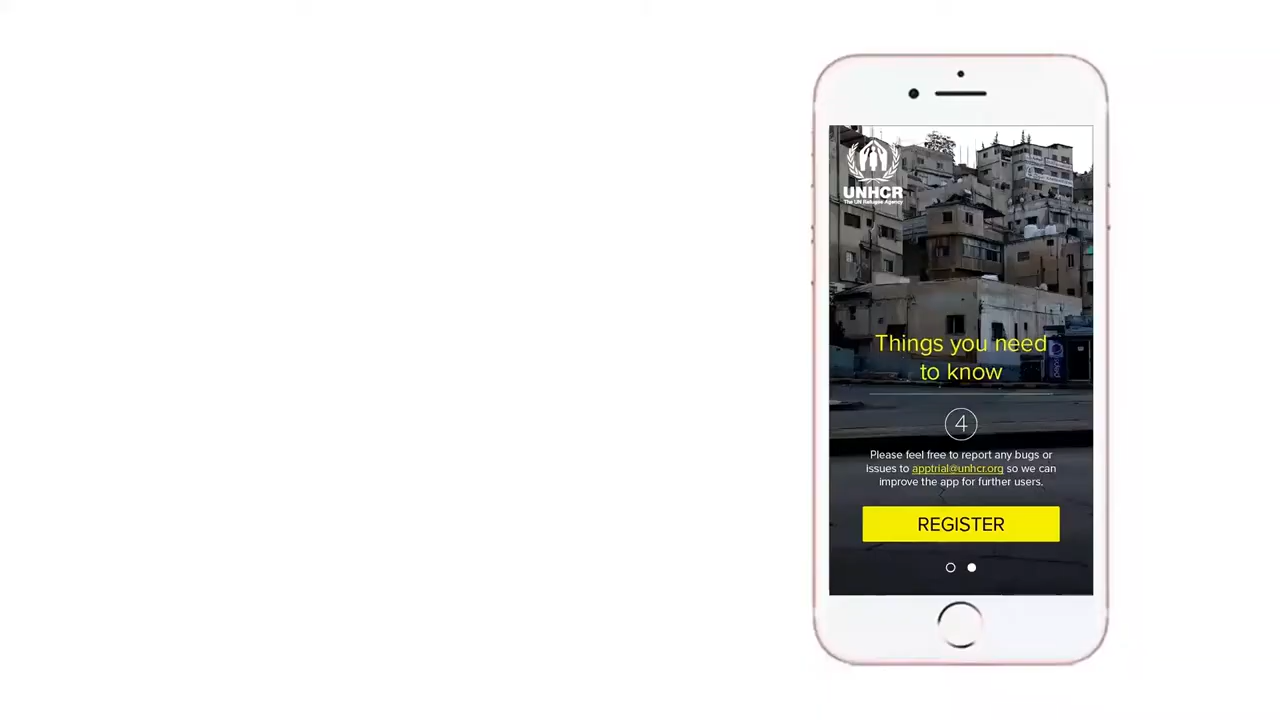 UNHCR
The UN Refugee Agency
Things you need
to know
4
Please feel free to report any bugs or
issues to apptrial@unhcr.org so we can
improve the app for further users.
REGISTER